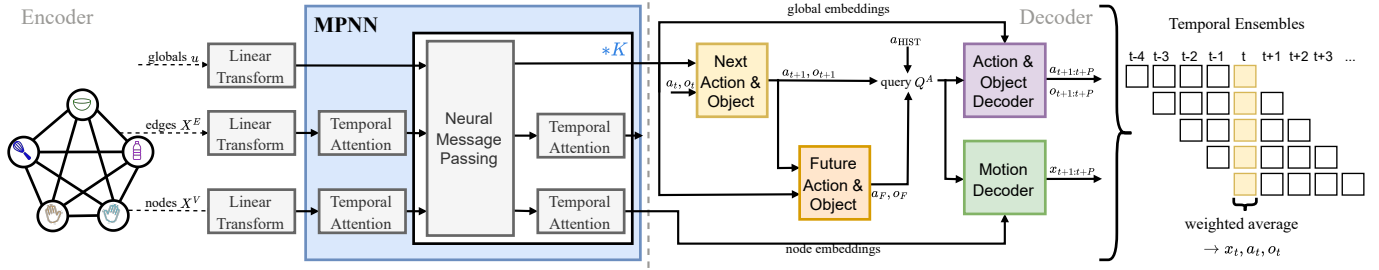 Encoder
globals u
edges X^E
nodes X^V
Linear
Transform
Linear
Transform
Linear
Transform
MPNN
*K
Temporal
Attention
Temporal
Attention
Neural
Message
Passing
Temporal
Attention
Temporal
Attention
Decoder
global embeddings
a_t, o_t
Next
Action &
Object
a_{t+1}, o_{t+1}
a_HIST
query Q^A
Future
Action &
Object
a_F, o_F
node embeddings
Action &
Object
Decoder
a_{t+1:t+P}
o_{t+1:t+P}
Motion
Decoder
x_{t+1:t+P}
Temporal Ensembles
t-4 t-3 t-2 t-1 t t+1 t+2 t+3 ...
weighted average
→ x_t, a_t, o_t